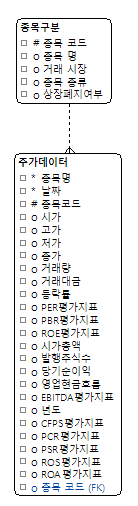 종목구분
# 종목 코드
o 종목 명
o 거래 시장
o 종목 종류
o 상장폐지여부
주가데이터
* 종목명
* 날짜
# 종목코드
o 시가
o 고가
o 저가
o 종가
o 거래량
o 거래대금
o 등락률
o PER평가지표
o PBR평가지표
o ROE평가지표
o 시가총액
o 발행주식수
o 당기순이익
o 영업현금흐름
o EBITDA평가지표
o 년도
o CFPS평가지표
o PCR평가지표
o PSR평가지표
o ROS평가지표
o ROA평가지표
o 종목 코드 (FK)